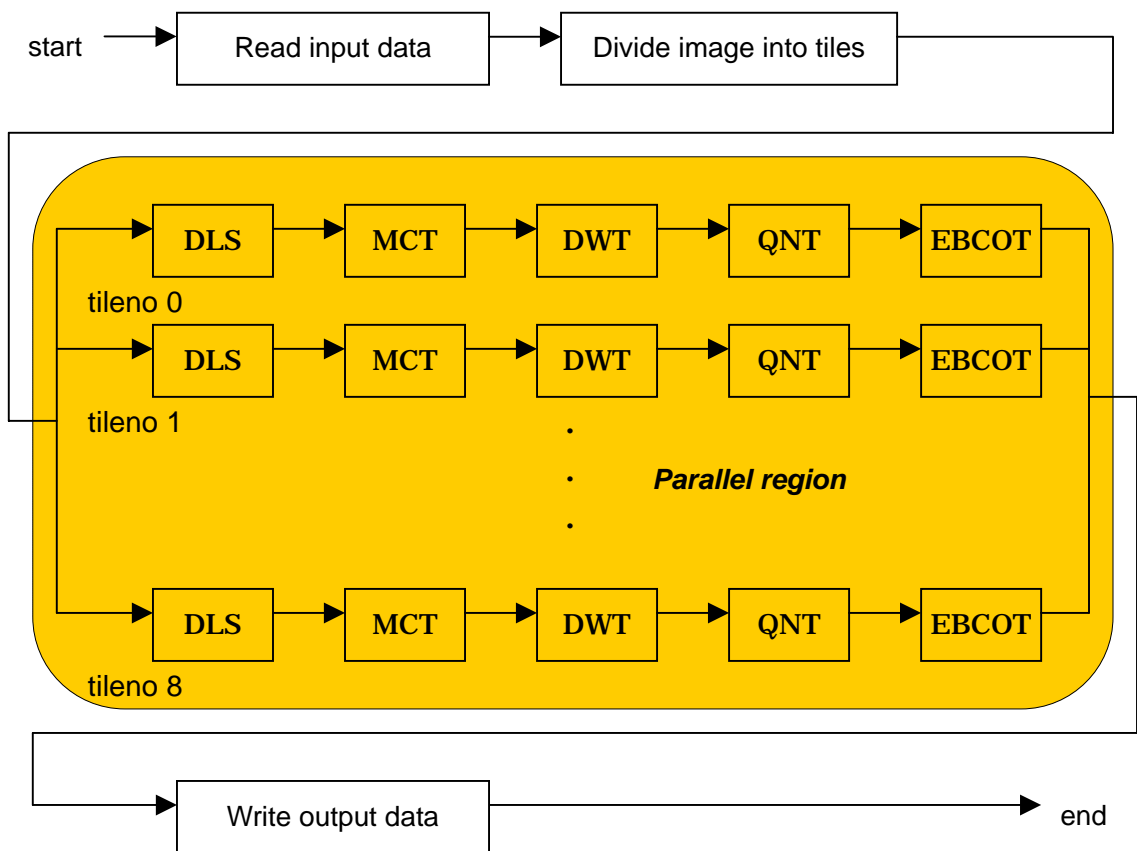 start
Read input data
Divide image into tiles
DLS MCT DWT QNT EBCOT
tileno 0
DLS MCT DWT QNT EBCOT
tileno 1
Parallel region
DLS MCT DWT QNT EBCOT
tileno 8
Write output data
end